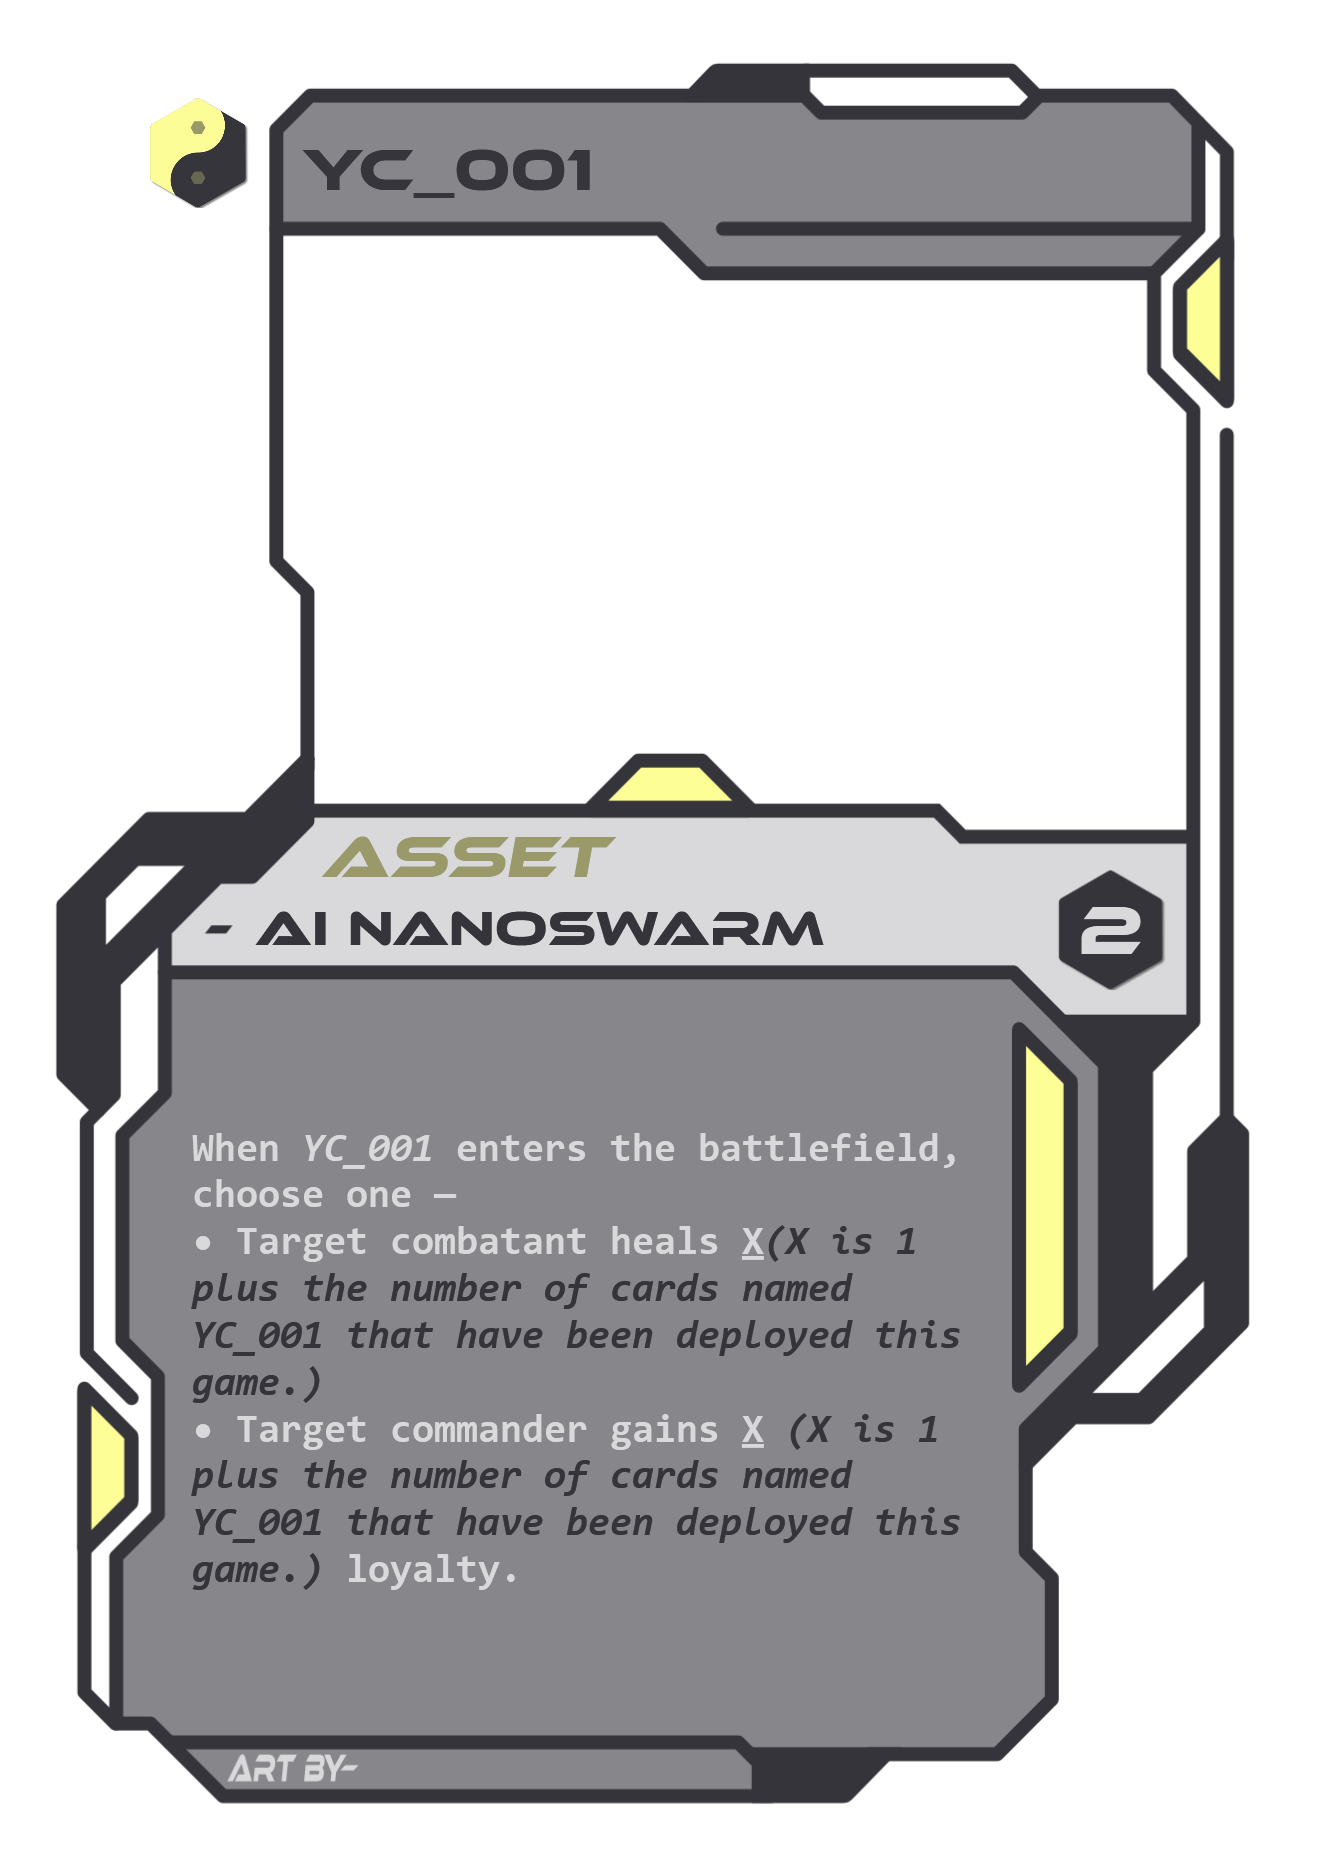 YC_001
ASSET
- AI NANOSWARM
2
When YC_001 enters the battlefield,
choose one —
• Target combatant heals X(X is 1
plus the number of cards named
YC_001 that have been deployed this
game.)
• Target commander gains X (X is 1
plus the number of cards named
YC_001 that have been deployed this
game.) loyalty.
ART BY-